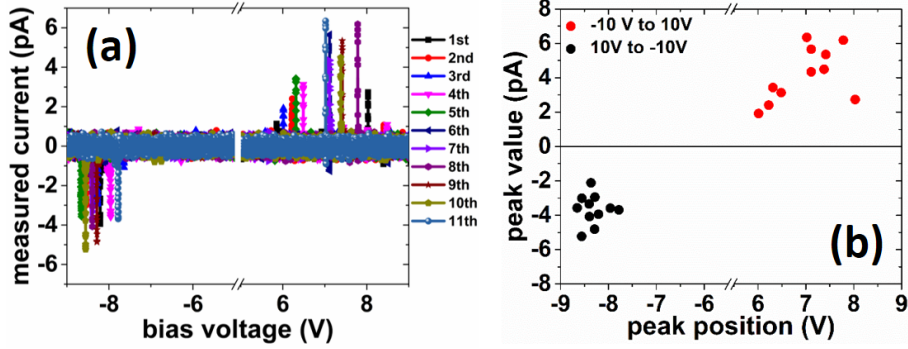 (a)
measured current (pA)
6
4
2
0
-2
-4
-6
-8
-6
6
8
bias voltage (V)
1st
2nd
3rd
4th
5th
6th
7th
8th
9th
10th
11th
(b)
peak value (pA)
8
6
4
2
0
-2
-4
-6
-8
-9
-8
-7
6
7
8
9
peak position (V)
-10 V to 10V
10V to -10V